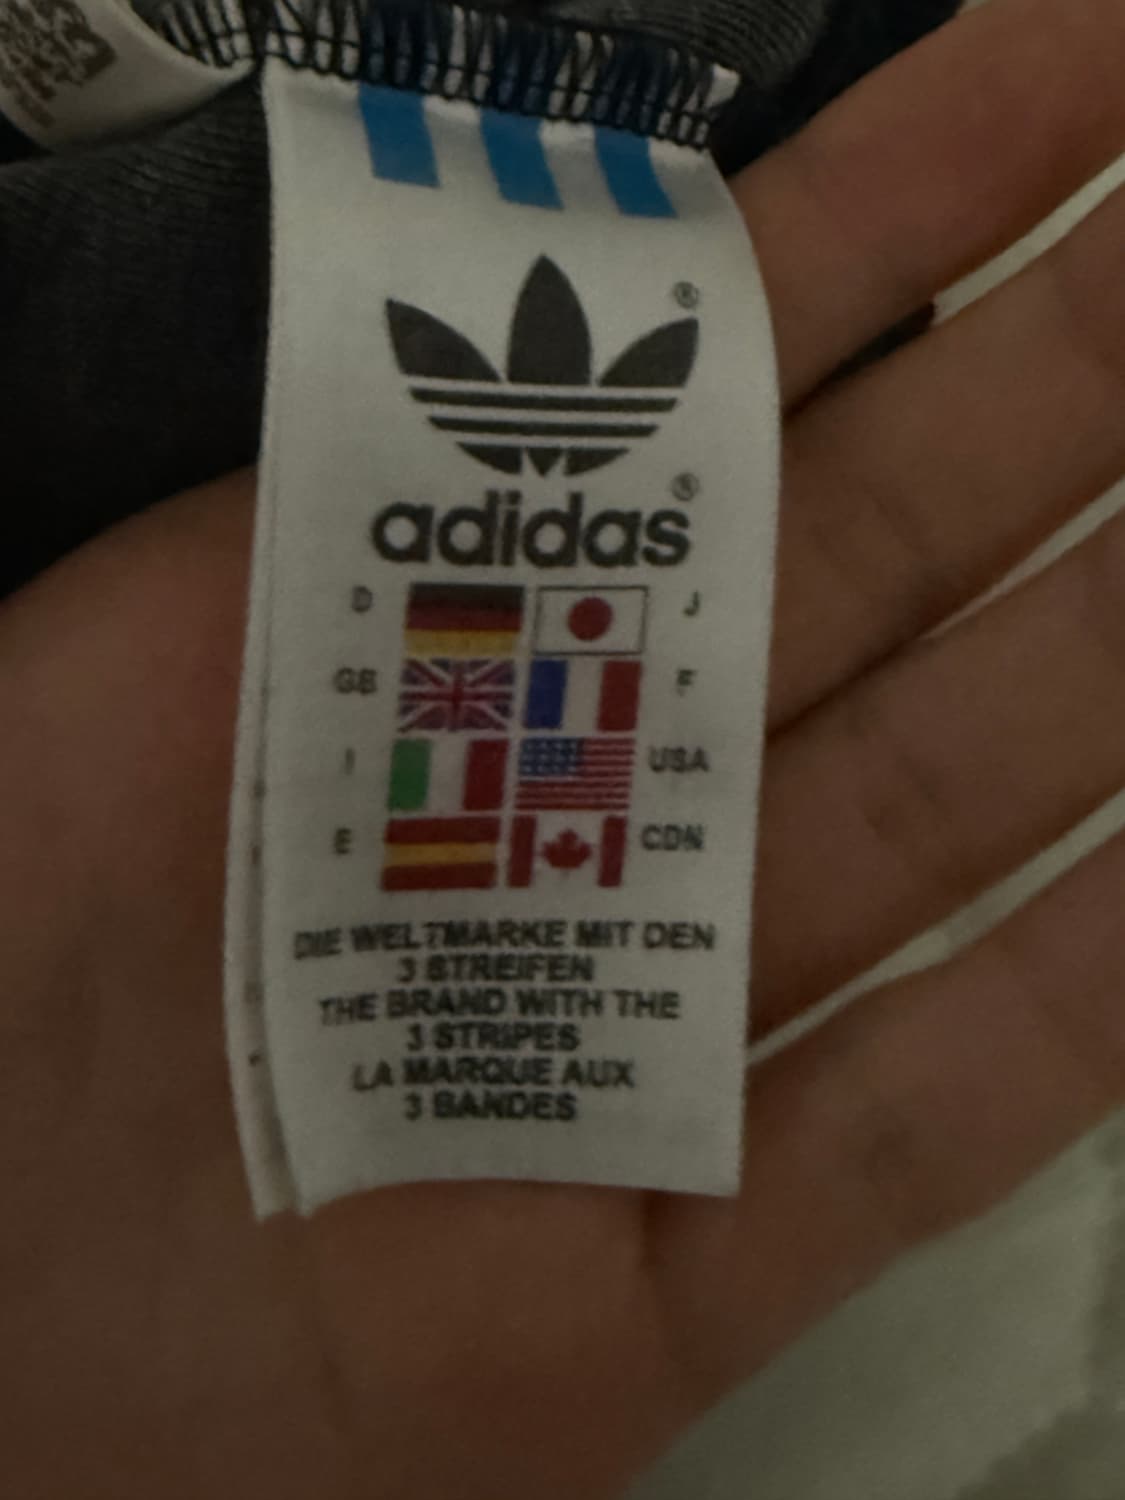 ®
adidas®
D J
GB F
I USA
E CDN
DIE WELTMARKE MIT DEN
3 STREIFEN
THE BRAND WITH THE
3 STRIPES
LA MARQUE AUX
3 BANDES